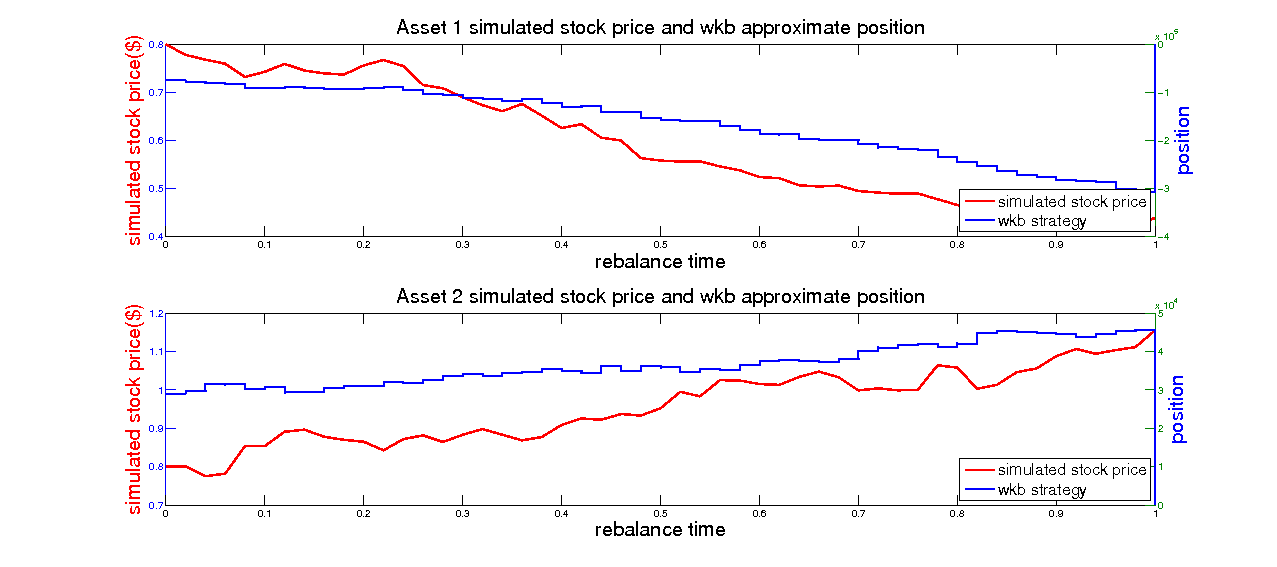 Asset 1 simulated stock price and wkb approximate position
x 10^5
simulated stock price($)
0.8
0.7
0.6
0.5
0.4
0
-1
-2
-3
-4
position
simulated stock price
wkb strategy
0 0.1 0.2 0.3 0.4 0.5 0.6 0.7 0.8 0.9 1
rebalance time
Asset 2 simulated stock price and wkb approximate position
x 10^4
simulated stock price($)
1.2
1.1
1
0.9
0.8
0.7
5
4
3
2
1
0
position
simulated stock price
wkb strategy
0 0.1 0.2 0.3 0.4 0.5 0.6 0.7 0.8 0.9 1
rebalance time